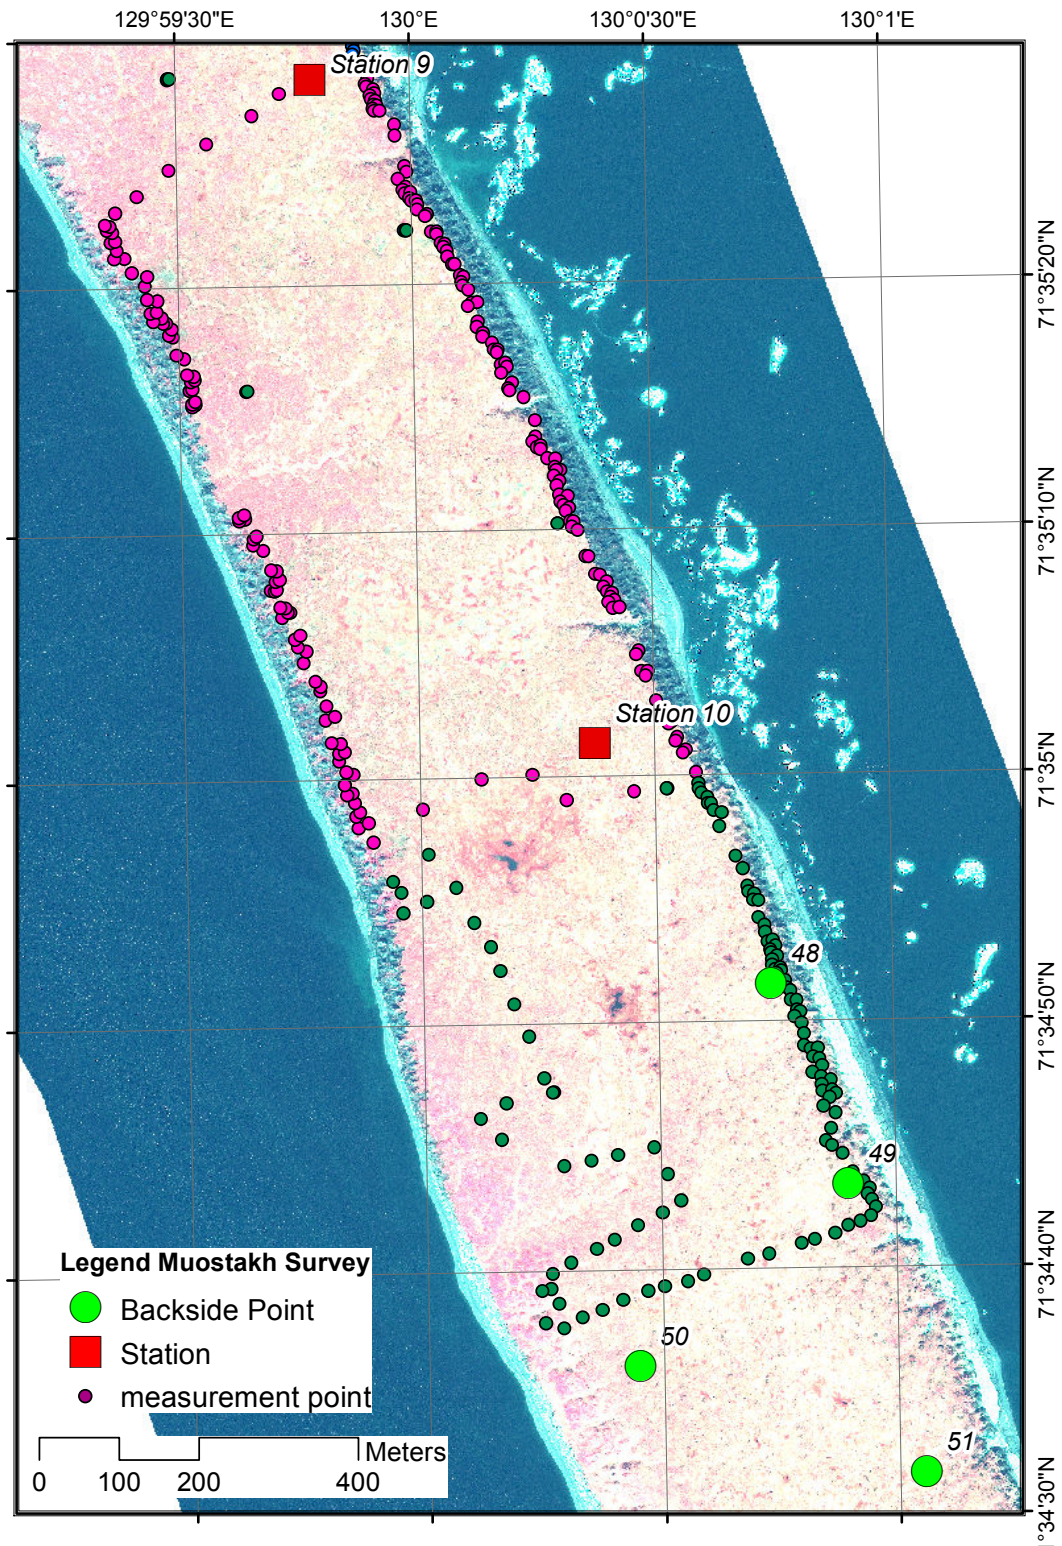 129°59'30"E 130°E 130°0'30"E 130°1'E
Station 9
71°35'20"N
71°35'10"N
Station 10
71°35'N
48
71°34'50"N
49
71°34'40"N
Legend Muostakh Survey
Backside Point
Station
measurement point
50
51
Meters
0 100 200 400
1°34'30"N